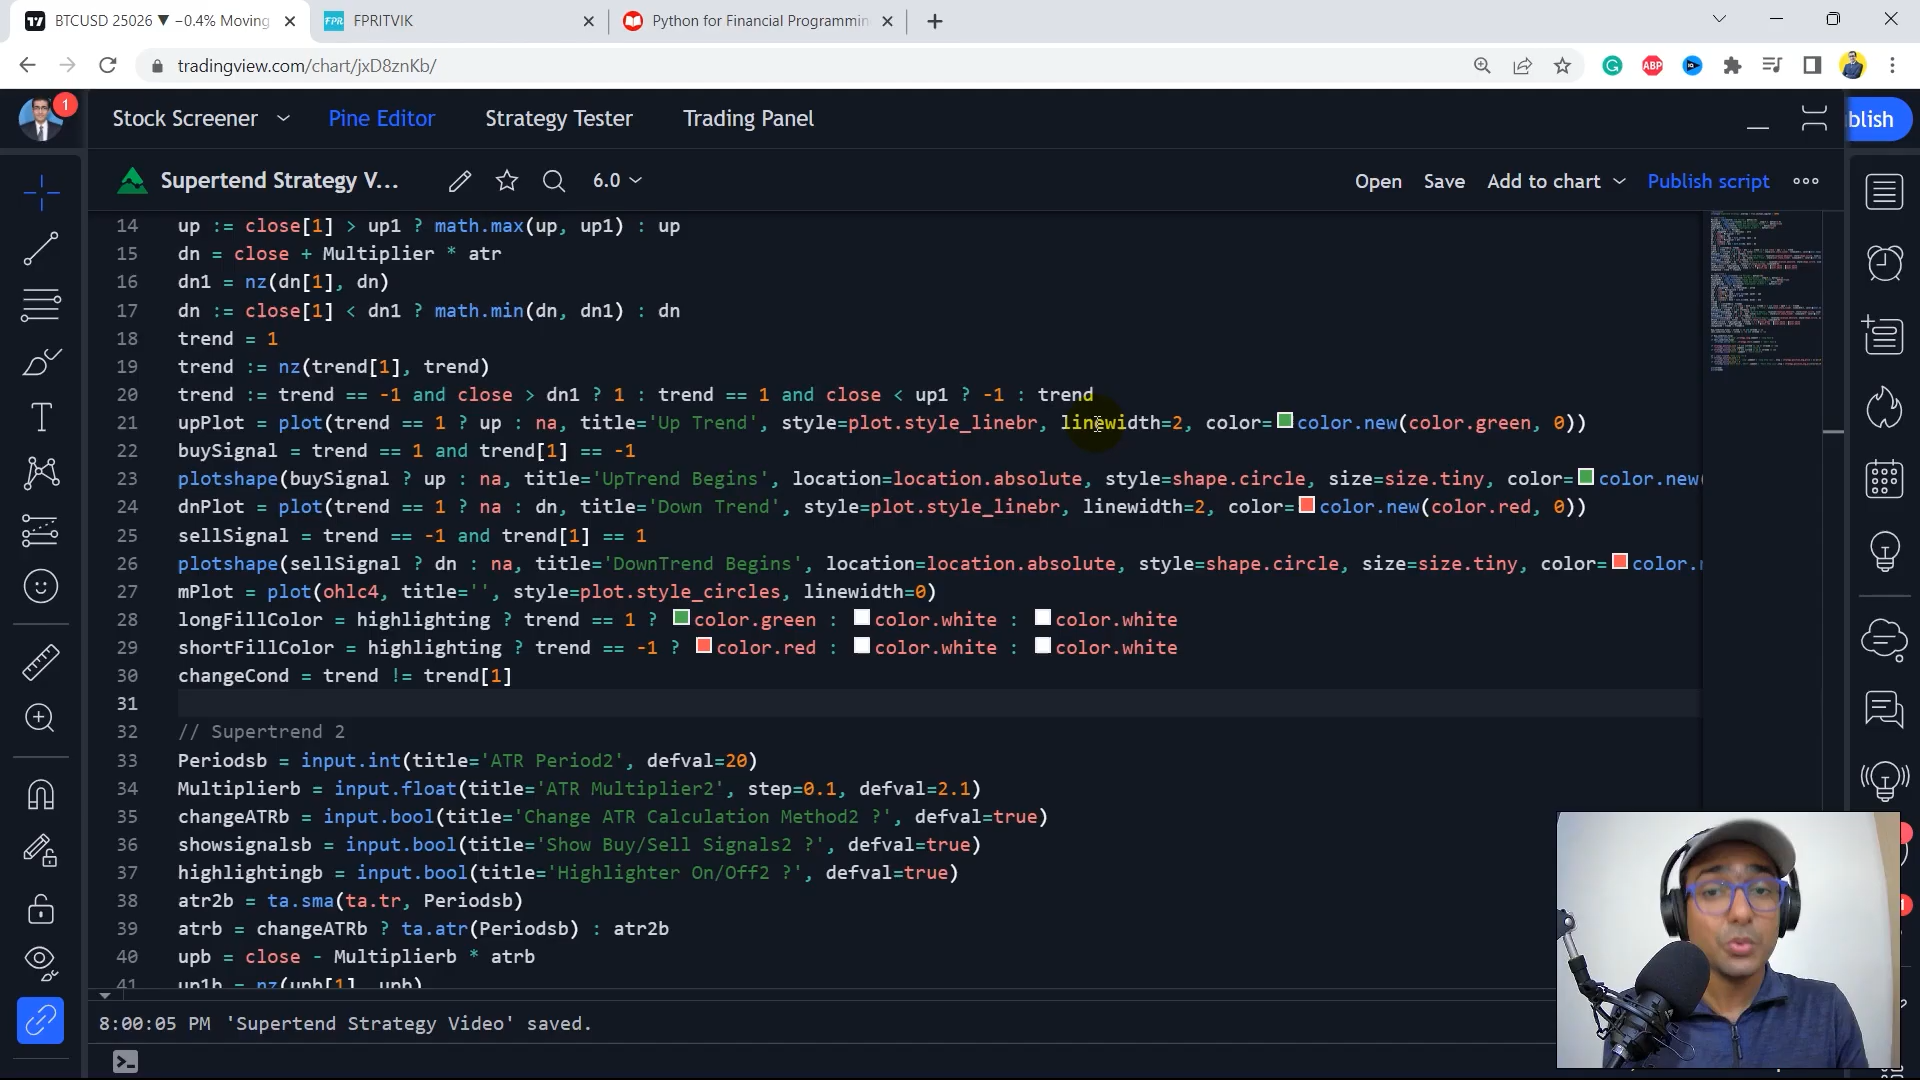 BTCUSD 25026 ▼ −0.4% Moving
FPR FPRITVIK
Python for Financial Programmin
tradingview.com/chart/jxD8znKb/
ABP
1
Stock Screener
Pine Editor
Strategy Tester
Trading Panel
blish
Supertend Strategy V...
6.0
Open
Save
Add to chart
Publish script
14 up := close[1] > up1 ? math.max(up, up1) : up
15 dn = close + Multiplier * atr
16 dn1 = nz(dn[1], dn)
17 dn := close[1] < dn1 ? math.min(dn, dn1) : dn
18 trend = 1
19 trend := nz(trend[1], trend)
20 trend := trend == -1 and close > dn1 ? 1 : trend == 1 and close < up1 ? -1 : trend
21 upPlot = plot(trend == 1 ? up : na, title='Up Trend', style=plot.style_linebr, linewidth=2, color=color.new(color.green, 0))
22 buySignal = trend == 1 and trend[1] == -1
23 plotshape(buySignal ? up : na, title='UpTrend Begins', location=location.absolute, style=shape.circle, size=size.tiny, color=color.new(
24 dnPlot = plot(trend == 1 ? na : dn, title='Down Trend', style=plot.style_linebr, linewidth=2, color=color.new(color.red, 0))
25 sellSignal = trend == -1 and trend[1] == 1
26 plotshape(sellSignal ? dn : na, title='DownTrend Begins', location=location.absolute, style=shape.circle, size=size.tiny, color=color.
27 mPlot = plot(ohlc4, title='', style=plot.style_circles, linewidth=0)
28 longFillColor = highlighting ? trend == 1 ? color.green : color.white : color.white
29 shortFillColor = highlighting ? trend == -1 ? color.red : color.white : color.white
30 changeCond = trend != trend[1]
31
32 // Supertrend 2
33 Periodsb = input.int(title='ATR Period2', defval=20)
34 Multiplierb = input.float(title='ATR Multiplier2', step=0.1, defval=2.1)
35 changeATRb = input.bool(title='Change ATR Calculation Method2 ?', defval=true)
36 showsignalsb = input.bool(title='Show Buy/Sell Signals2 ?', defval=true)
37 highlightingb = input.bool(title='Highlighter On/Off2 ?', defval=true)
38 atr2b = ta.sma(ta.tr, Periodsb)
39 atrb = changeATRb ? ta.atr(Periodsb) : atr2b
40 upb = close - Multiplierb * atrb
41 up1b = nz(upb[1], upb)
8:00:05 PM 'Supertend Strategy Video' saved.